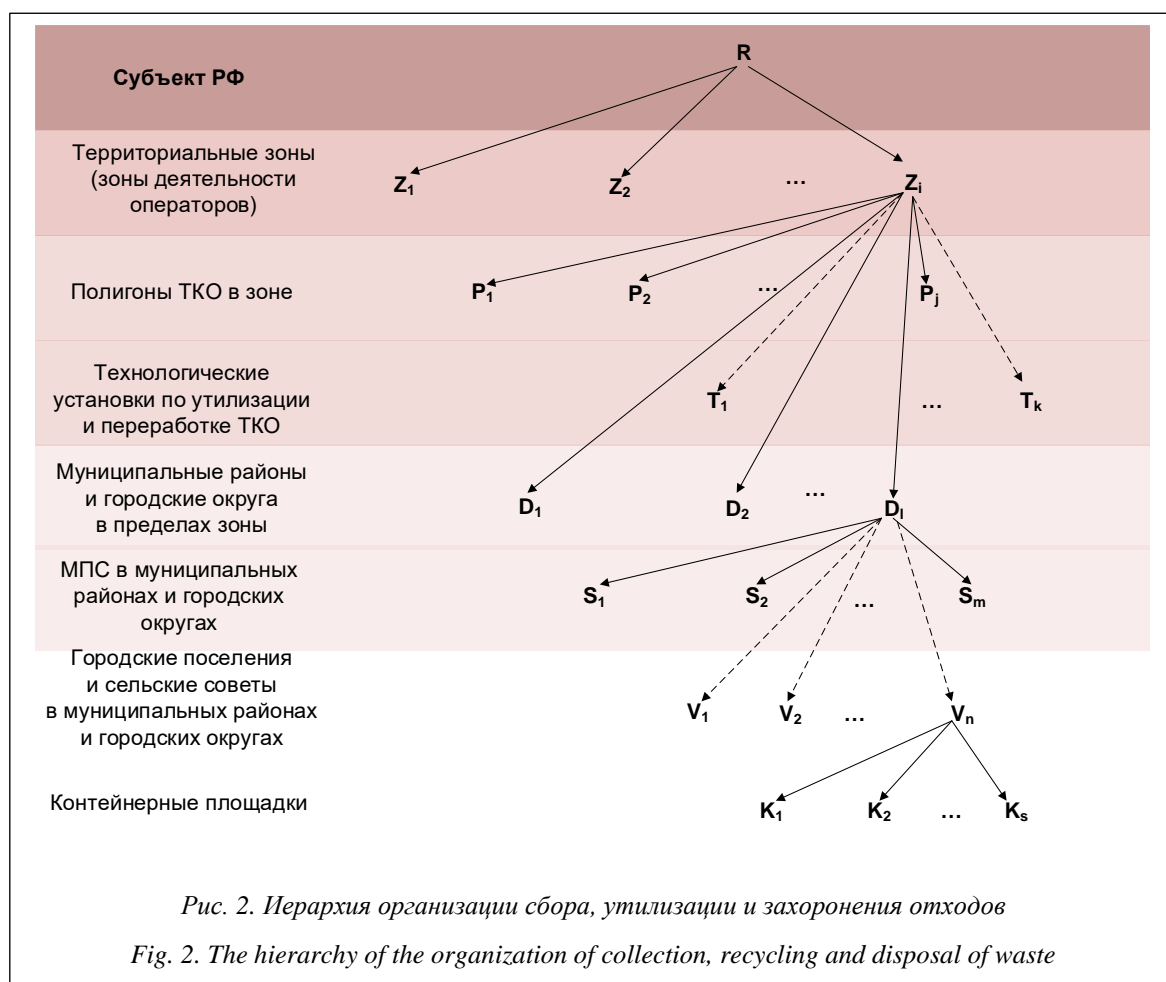 Субъект РФ
R
Территориальные зоны
(зоны деятельности
операторов)
Z1 Z2 ... Zi
Полигоны ТКО в зоне
P1 P2 ... Pj
Технологические
установки по утилизации
и переработке ТКО
T1 ... Tk
Муниципальные районы
и городские округа
в пределах зоны
D1 D2 ... Dl
МПС в муниципальных
районах и городских
округах
S1 S2 ... Sm
Городские поселения
и сельские советы
в муниципальных районах
и городских округах
V1 V2 ... Vn
Контейнерные площадки
K1 K2 ... Ks
Рис. 2. Иерархия организации сбора, утилизации и захоронения отходов
Fig. 2. The hierarchy of the organization of collection, recycling and disposal of waste